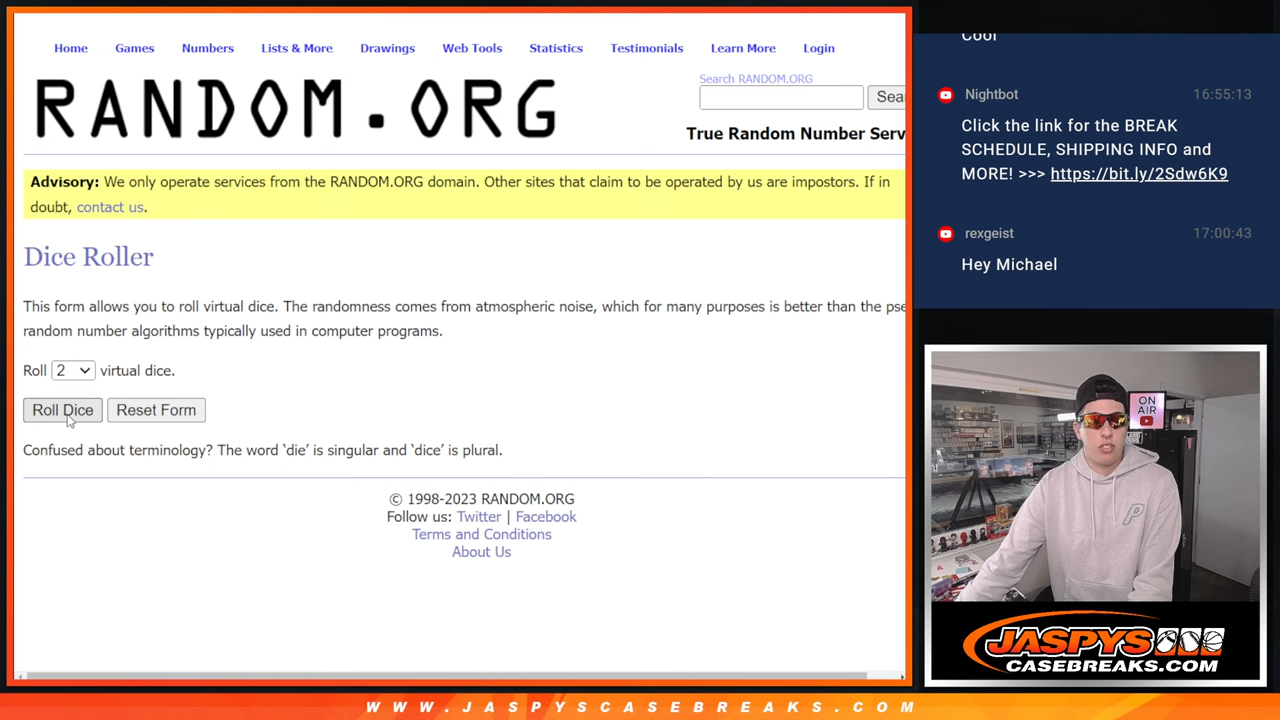 Home Games Numbers Lists & More Drawings Web Tools Statistics Testimonials Learn More Login
RANDOM.ORG
Search RANDOM.ORG
Sea
True Random Number Serv
Advisory: We only operate services from the RANDOM.ORG domain. Other sites that claim to be operated by us are impostors. If in
doubt, contact us.
Dice Roller
This form allows you to roll virtual dice. The randomness comes from atmospheric noise, which for many purposes is better than the pse
random number algorithms typically used in computer programs.
Roll 2 virtual dice.
Roll Dice Reset Form
Confused about terminology? The word ‘die’ is singular and ‘dice’ is plural.
© 1998-2023 RANDOM.ORG
Follow us: Twitter | Facebook
Terms and Conditions
About Us
Cool
Nightbot 16:55:13
Click the link for the BREAK
SCHEDULE, SHIPPING INFO and
MORE! >>> https://bit.ly/2Sdw6K9
rexgeist 17:00:43
Hey Michael
ON
AIR
JASPYS
CASEBREAKS.COM
WWW.JASPYSCASEBREAKS.COM